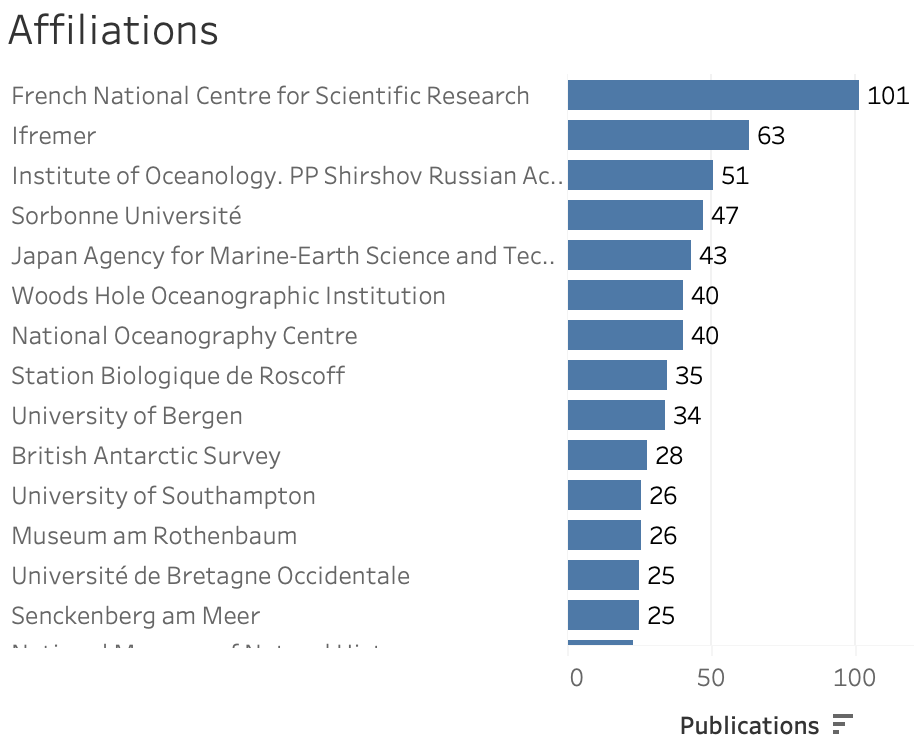 Affiliations
French National Centre for Scientific Research 101
Ifremer 63
Institute of Oceanology. PP Shirshov Russian Ac.. 51
Sorbonne Université 47
Japan Agency for Marine-Earth Science and Tec.. 43
Woods Hole Oceanographic Institution 40
National Oceanography Centre 40
Station Biologique de Roscoff 35
University of Bergen 34
British Antarctic Survey 28
University of Southampton 26
Museum am Rothenbaum 26
Université de Bretagne Occidentale 25
Senckenberg am Meer 25
0 50 100
Publications